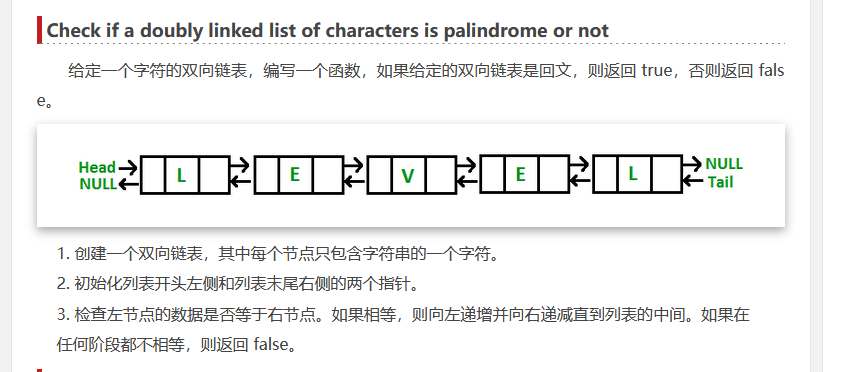 Check if a doubly linked list of characters is palindrome or not
给定一个字符的双向链表，编写一个函数，如果给定的双向链表是回文，则返回 true，否则返回 fals
e。
Head L E V E L NULL
NULL Tail
1. 创建一个双向链表，其中每个节点只包含字符串的一个字符。
2. 初始化列表开头左侧和列表末尾右侧的两个指针。
3. 检查左节点的数据是否等于右节点。如果相等，则向左递增并向右递减直到列表的中间。如果在
任何阶段都不相等，则返回 false。